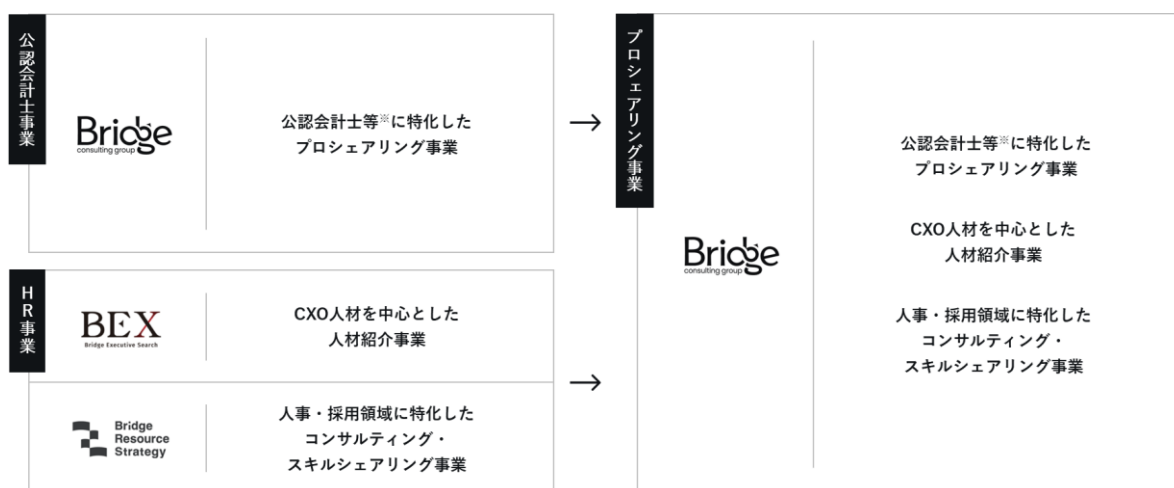 公認会計士事業
Bridge
consulting group
公認会計士等※に特化した
プロシェアリング事業
→
HR事業
BEX
Bridge Executive Search
CXO人材を中心とした
人材紹介事業
→
Bridge
Resource
Strategy
人事・採用領域に特化した
コンサルティング・
スキルシェアリング事業
プロシェアリング事業
Bridge
consulting group
公認会計士等※に特化した
プロシェアリング事業
CXO人材を中心とした
人材紹介事業
人事・採用領域に特化した
コンサルティング・
スキルシェアリング事業